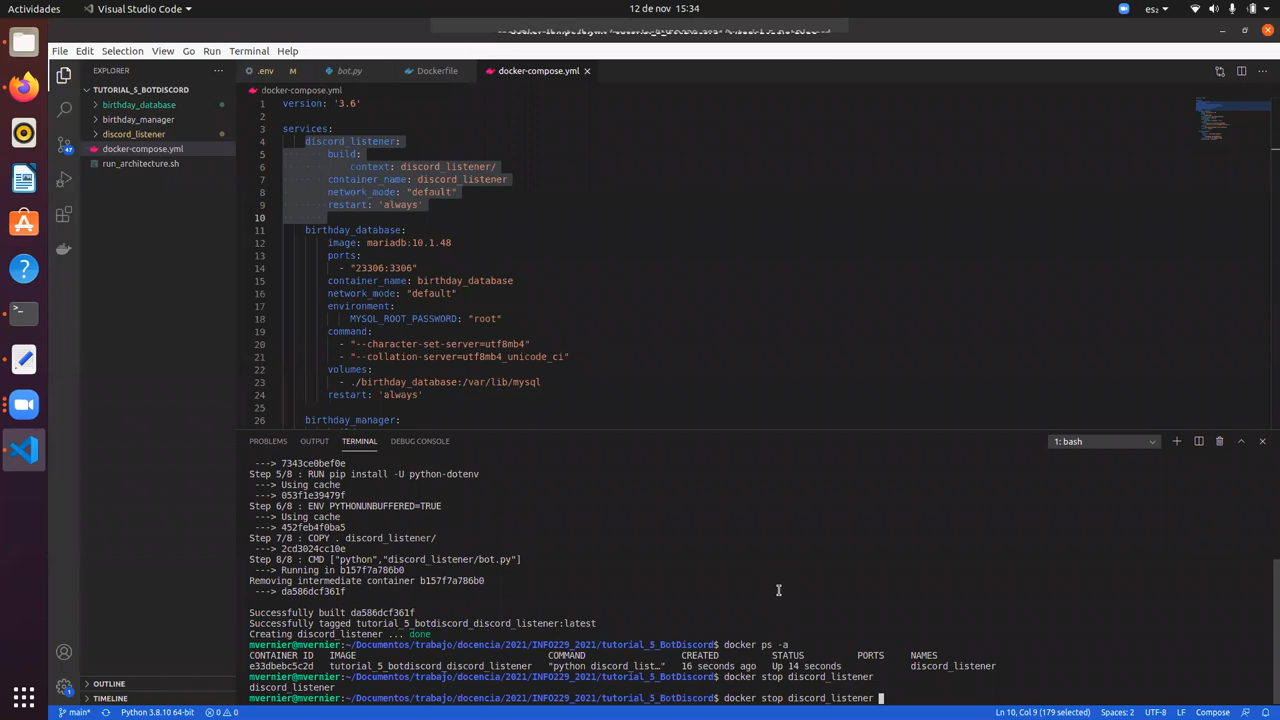 Actividades
Visual Studio Code
12 de nov 15:34
es2
File Edit Selection View Go Run Terminal Help
EXPLORER
.env M
bot.py
Dockerfile
docker-compose.yml
TUTORIAL_5_BOTDISCORD
birthday_database
birthday_manager
discord_listener
docker-compose.yml
run_architecture.sh
47
docker-compose.yml
1 version: '3.6'
2
3 services:
4 discord_listener:
5 build:
6 context: discord_listener/
7 container_name: discord_listener
8 network_mode: "default"
9 restart: 'always'
10
11 birthday_database:
12 image: mariadb:10.1.48
13 ports:
14 - "23306:3306"
15 container_name: birthday_database
16 network_mode: "default"
17 environment:
18 MYSQL_ROOT_PASSWORD: "root"
19 command:
20 - "--character-set-server=utf8mb4"
21 - "--collation-server=utf8mb4_unicode_ci"
22 volumes:
23 - ./birthday_database:/var/lib/mysql
24 restart: 'always'
25
26 birthday_manager:
PROBLEMS OUTPUT TERMINAL DEBUG CONSOLE
1: bash
---> 7343ce0bef0e
Step 5/8 : RUN pip install -U python-dotenv
---> Using cache
---> 053f1e39479f
Step 6/8 : ENV PYTHONUNBUFFERED=TRUE
---> Using cache
---> 452feb4f0ba5
Step 7/8 : COPY . discord_listener/
---> 2cd3024cc10e
Step 8/8 : CMD ["python","discord_listener/bot.py"]
---> Running in b157f7a786b0
Removing intermediate container b157f7a786b0
---> da586dcf361f
Successfully built da586dcf361f
Successfully tagged tutorial_5_botdiscord_discord_listener:latest
Creating discord_listener ... done
mvernier@mvernier:~/Documentos/trabajo/docencia/2021/INFO229_2021/tutorial_5_BotDiscord$ docker ps -a
CONTAINER ID IMAGE COMMAND CREATED STATUS PORTS NAMES
e33dbebc5c2d tutorial_5_botdiscord_discord_listener "python discord_list…" 16 seconds ago Up 14 seconds discord_listener
mvernier@mvernier:~/Documentos/trabajo/docencia/2021/INFO229_2021/tutorial_5_BotDiscord$ docker stop discord_listener
discord_listener
mvernier@mvernier:~/Documentos/trabajo/docencia/2021/INFO229_2021/tutorial_5_BotDiscord$ docker stop discord_listener
OUTLINE
TIMELINE
1
main* Python 3.8.10 64-bit 0 0
Ln 10, Col 9 (179 selected) Spaces: 2 UTF-8 LF Compose